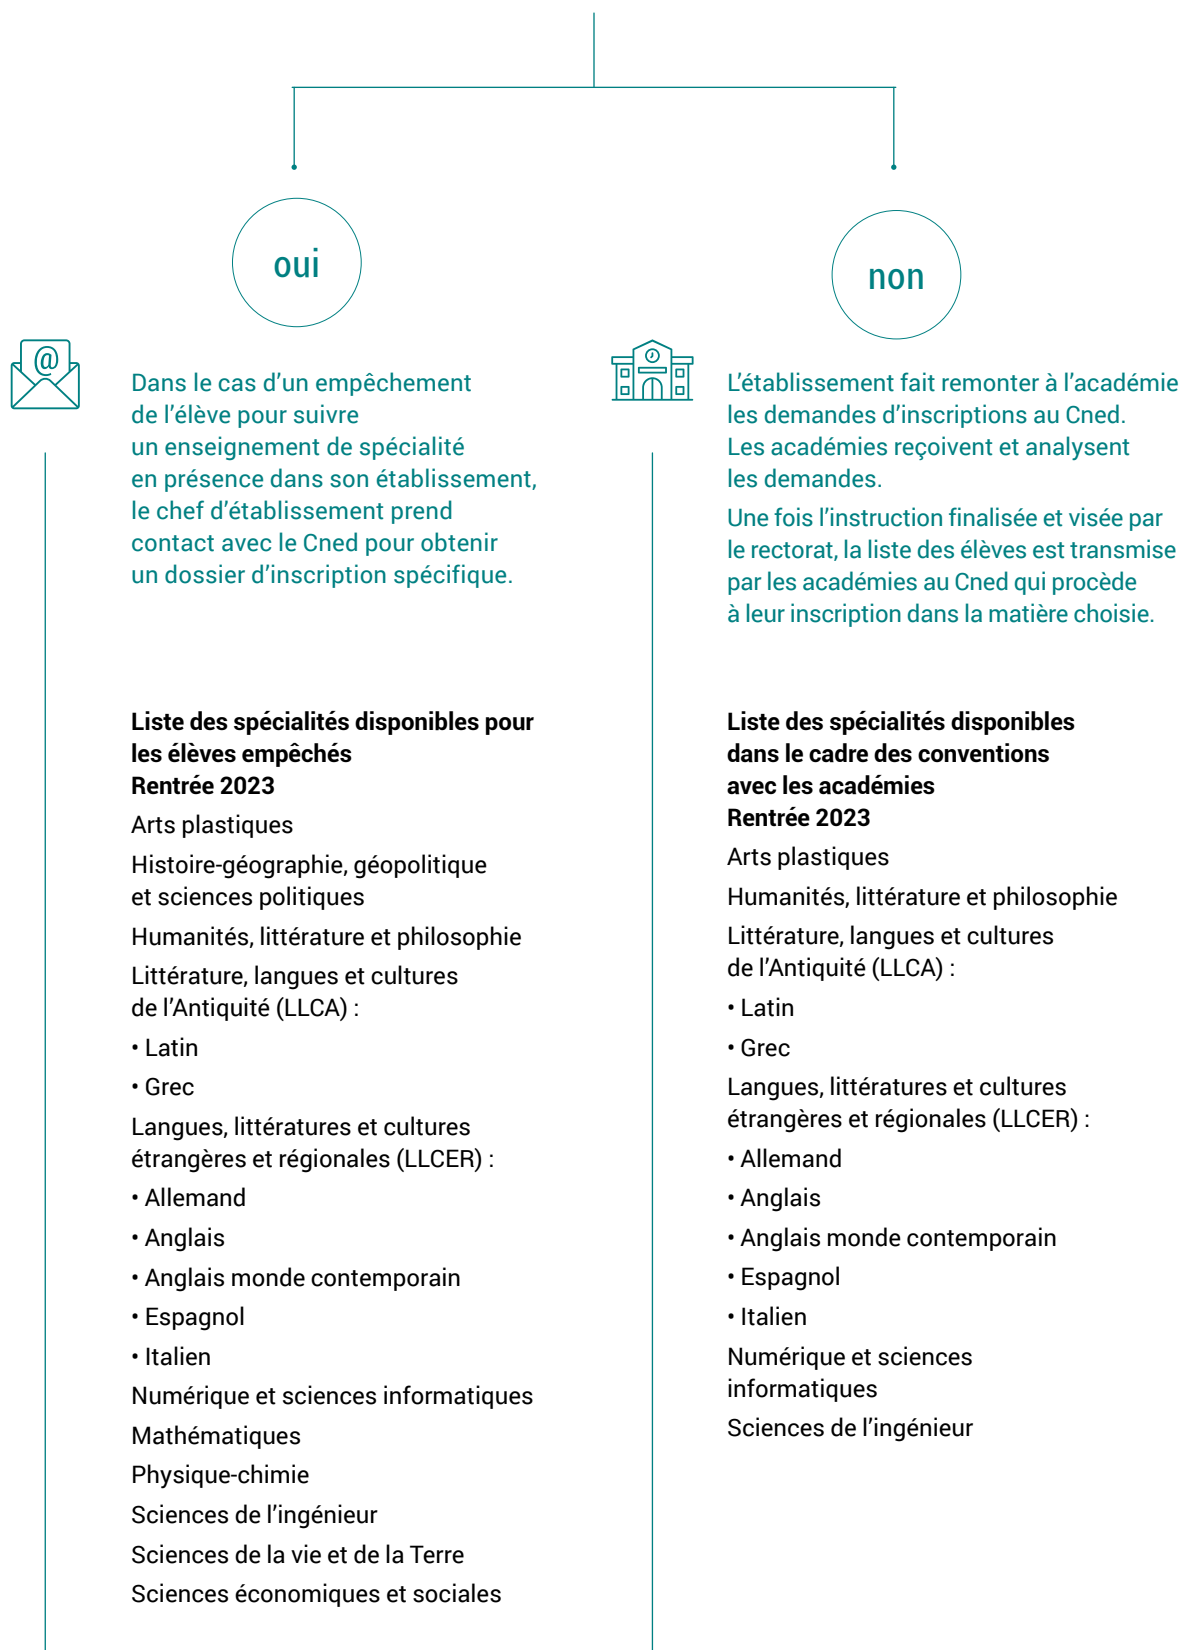 oui
@
Dans le cas d’un empêchement
de l’élève pour suivre
un enseignement de spécialité
en présence dans son établissement,
le chef d’établissement prend
contact avec le Cned pour obtenir
un dossier d’inscription spécifique.
Liste des spécialités disponibles pour
les élèves empêchés
Rentrée 2023
Arts plastiques
Histoire-géographie, géopolitique
et sciences politiques
Humanités, littérature et philosophie
Littérature, langues et cultures
de l’Antiquité (LLCA) :
• Latin
• Grec
Langues, littératures et cultures
étrangères et régionales (LLCER) :
• Allemand
• Anglais
• Anglais monde contemporain
• Espagnol
• Italien
Numérique et sciences informatiques
Mathématiques
Physique-chimie
Sciences de l’ingénieur
Sciences de la vie et de la Terre
Sciences économiques et sociales
non
L’établissement fait remonter à l’académie
les demandes d’inscriptions au Cned.
Les académies reçoivent et analysent
les demandes.
Une fois l’instruction finalisée et visée par
le rectorat, la liste des élèves est transmise
par les académies au Cned qui procède
à leur inscription dans la matière choisie.
Liste des spécialités disponibles
dans le cadre des conventions
avec les académies
Rentrée 2023
Arts plastiques
Humanités, littérature et philosophie
Littérature, langues et cultures
de l’Antiquité (LLCA) :
• Latin
• Grec
Langues, littératures et cultures
étrangères et régionales (LLCER) :
• Allemand
• Anglais
• Anglais monde contemporain
• Espagnol
• Italien
Numérique et sciences
informatiques
Sciences de l’ingénieur